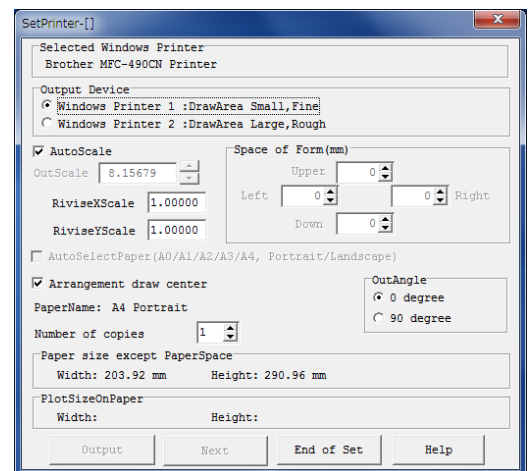 SetPrinter-[]
Selected Windows Printer
Brother MFC-490CN Printer
Output Device
Windows Printer 1 :DrawArea Small,Fine
Windows Printer 2 :DrawArea Large,Rough
AutoScale
OutScale 8.15679
RiviseXScale 1.00000
RiviseYScale 1.00000
Space of Form(mm)
Upper 0
Left 0 0 Right
Down 0
AutoSelectPaper(A0/A1/A2/A3/A4, Portrait/Landscape)
Arrangement draw center
PaperName: A4 Portrait
Number of copies 1
OutAngle
0 degree
90 degree
Paper size except PaperSpace
Width: 203.92 mm Height: 290.96 mm
PlotSizeOnPaper
Width: Height:
Output Next End of Set Help